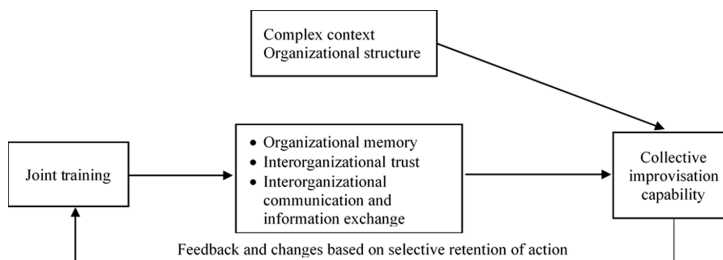 Complex context
Organizational structure
Joint training
• Organizational memory
• Interorganizational trust
• Interorganizational
communication and
information exchange
Collective
improvisation
capability
Feedback and changes based on selective retention of action